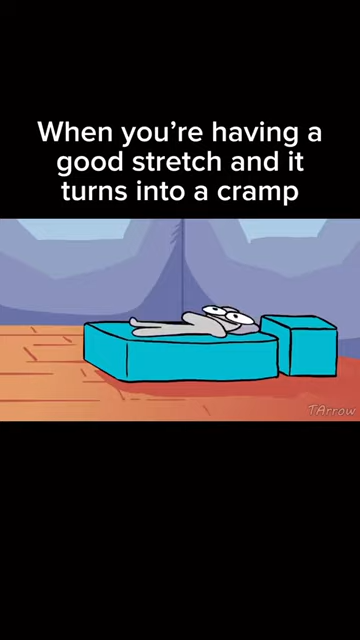 When you’re having a
good stretch and it
turns into a cramp
TArrow